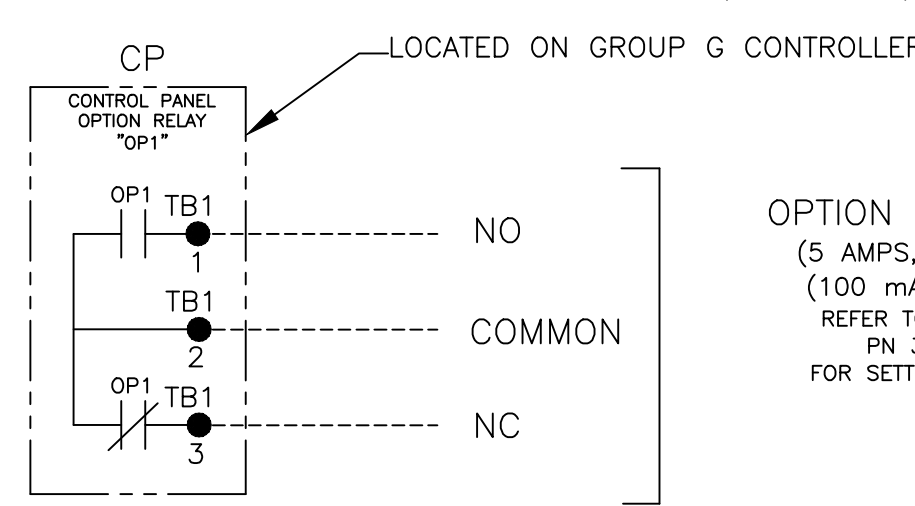 LOCATED ON GROUP G CONTROLLER
CP
CONTROL PANEL
OPTION RELAY
"OP1"
OP1
TB1
1
NO
TB1
2
COMMON
OP1
TB1
3
NC
OPTION
(5 AMPS,
(100 mA
REFER TO
PN
FOR SETT